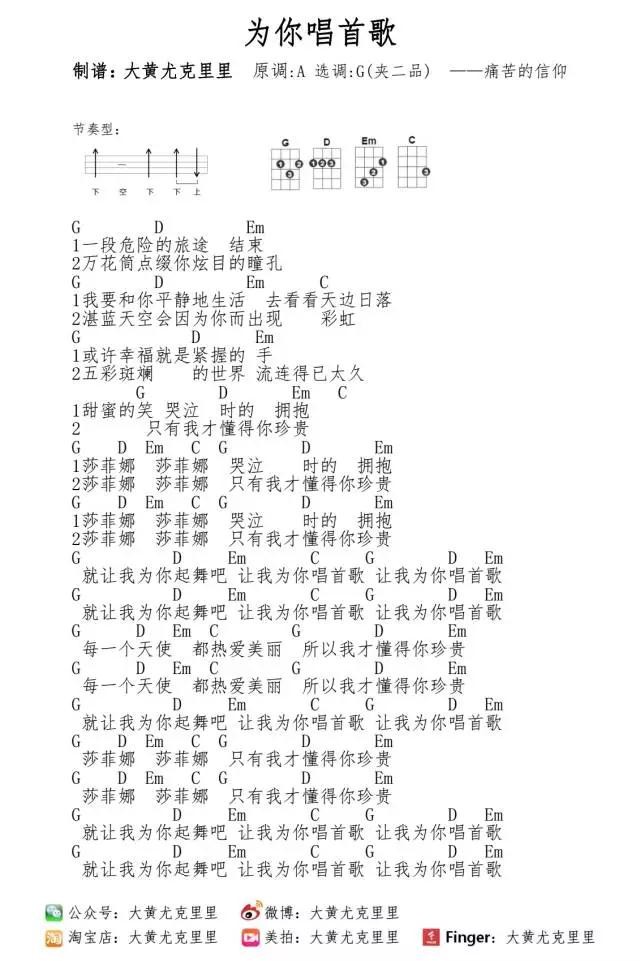 为你唱首歌
制谱：大黄尤克里里 原调:A 选调:G(夹二品) ——痛苦的信仰
节奏型：
G D Em C
1 2 3 1 2 3 1 2 3 3
下 空 下 下 上
G D Em
1一段危险的旅途 结束
2万花筒点缀你炫目的瞳孔
G D Em C
1我要和你平静地生活 去看看天边日落
2湛蓝天空会因为你而出现 彩虹
G D Em
1或许幸福就是紧握的 手
2五彩斑斓 的世界 流连得已太久
G D Em C
1甜蜜的笑 哭泣 时的 拥抱
2 只有我才懂得你珍贵
G D Em C G D Em
1莎菲娜 莎菲娜 哭泣 时的 拥抱
2莎菲娜 莎菲娜 只有我才懂得你珍贵
G D Em C G D Em
1莎菲娜 莎菲娜 哭泣 时的 拥抱
2莎菲娜 莎菲娜 只有我才懂得你珍贵
G D Em C G D Em
就让我为你起舞吧 让我为你唱首歌 让我为你唱首歌
G D Em C G D Em
就让我为你起舞吧 让我为你唱首歌 让我为你唱首歌
G D Em C G D Em
每一个天使 都热爱美丽 所以我才懂得你珍贵
G D Em C G D Em
每一个天使 都热爱美丽 所以我才懂得你珍贵
G D Em C G D Em
就让我为你起舞吧 让我为你唱首歌 让我为你唱首歌
G D Em C G D Em
莎菲娜 莎菲娜 只有我才懂得你珍贵
G D Em C G D Em
莎菲娜 莎菲娜 只有我才懂得你珍贵
G D Em C G D Em
就让我为你起舞吧 让我为你唱首歌 让我为你唱首歌
G D Em C G D Em
就让我为你起舞吧 让我为你唱首歌 让我为你唱首歌
公众号：大黄尤克里里 微博：大黄尤克里里
淘 淘宝店：大黄尤克里里 美拍：大黄尤克里里 Finger：大黄尤克里里